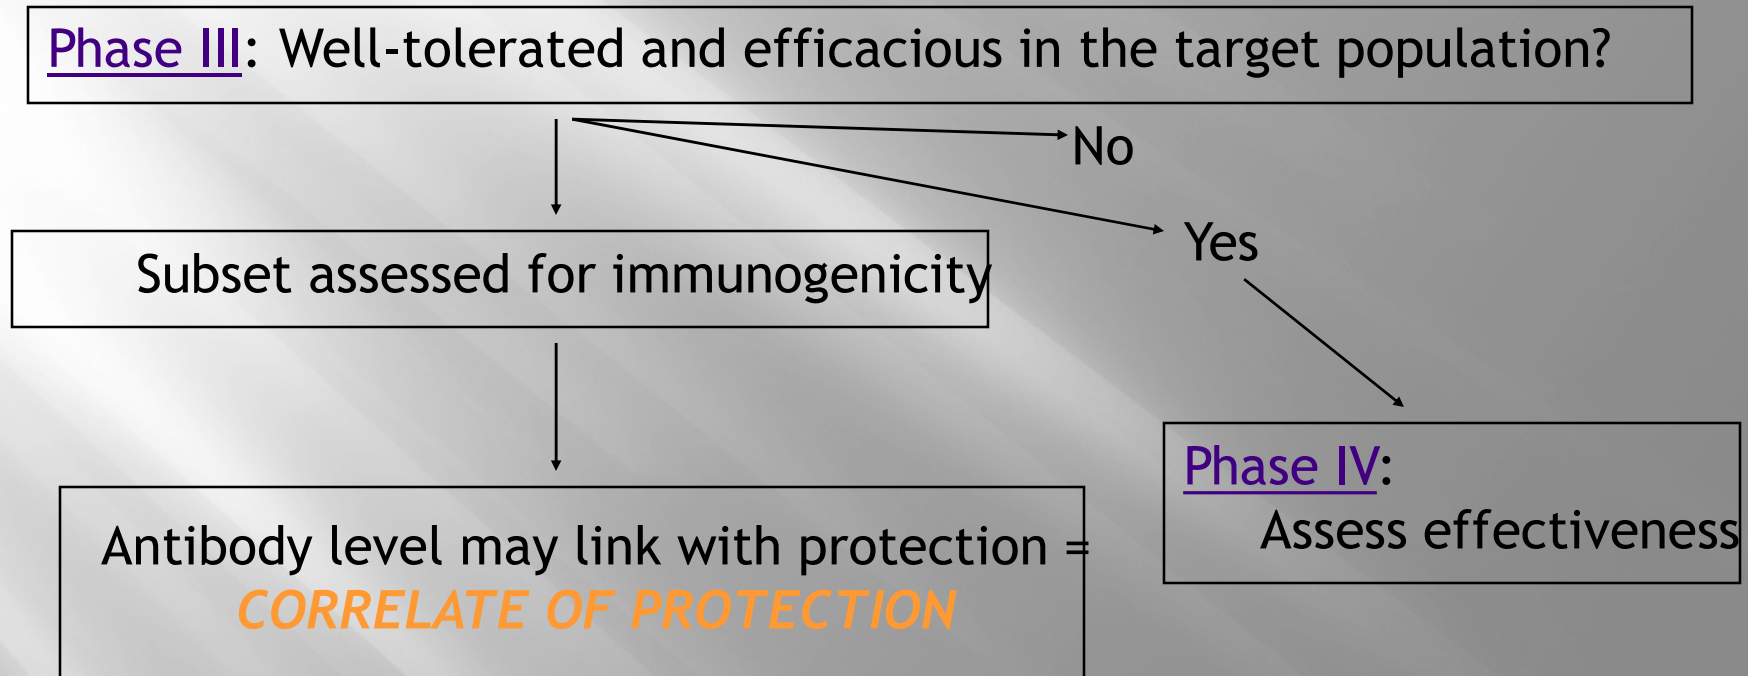 Phase III: Well-tolerated and efficacious in the target population?
No
Yes
Subset assessed for immunogenicity
Phase IV:
Assess effectiveness
Antibody level may link with protection =
CORRELATE OF PROTECTION